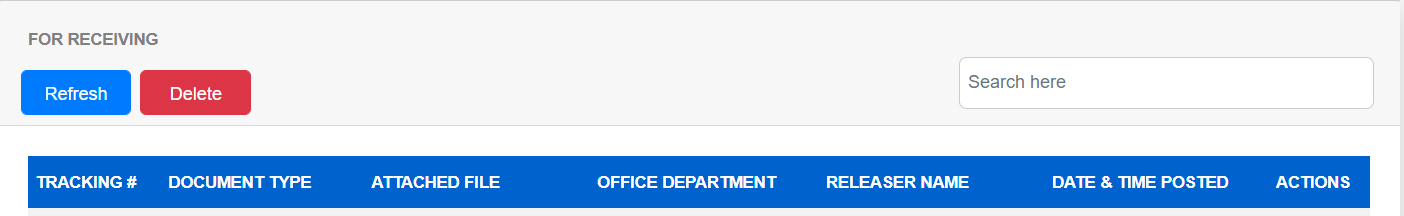 FOR RECEIVING
Refresh Delete
Search here
TRACKING # DOCUMENT TYPE ATTACHED FILE OFFICE DEPARTMENT RELEASER NAME DATE & TIME POSTED ACTIONS